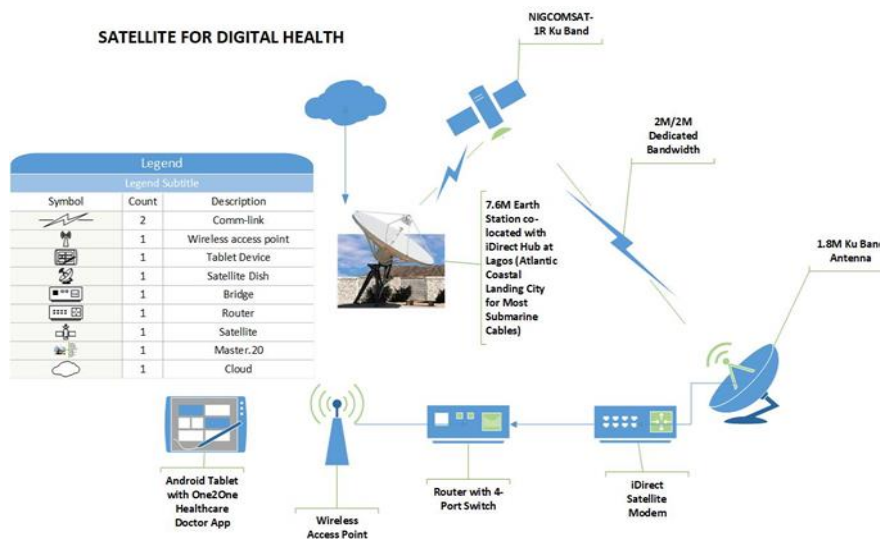 SATELLITE FOR DIGITAL HEALTH
NIGCOMSAT-
1R Ku Band
2M/2M
Dedicated
Bandwidth
Legend
Legend Subtitle
Symbol Count Description
2 Comm-link
1 Wireless access point
1 Tablet Device
1 Satellite Dish
1 Bridge
1 Router
1 Satellite
1 Master.20
1 Cloud
7.6M Earth
Station co-
located with
iDirect Hub at
Lagos (Atlantic
Coastal
Landing City
for Most
Submarine
Cables)
1.8M Ku Band
Antenna
Android Tablet
with One2One
Healthcare
Doctor App
Wireless
Access Point
Router with 4-
Port Switch
iDirect
Satellite
Modem